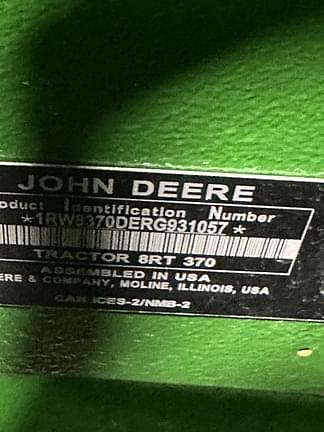 JOHN DEERE
oduct Identification Number
*1RW8370DERG931057*
TRACTOR 8RT 370
ASSEMBLED IN USA
ERE & COMPANY, MOLINE, ILLINOIS, USA
CAN ICES-2/NMB-2